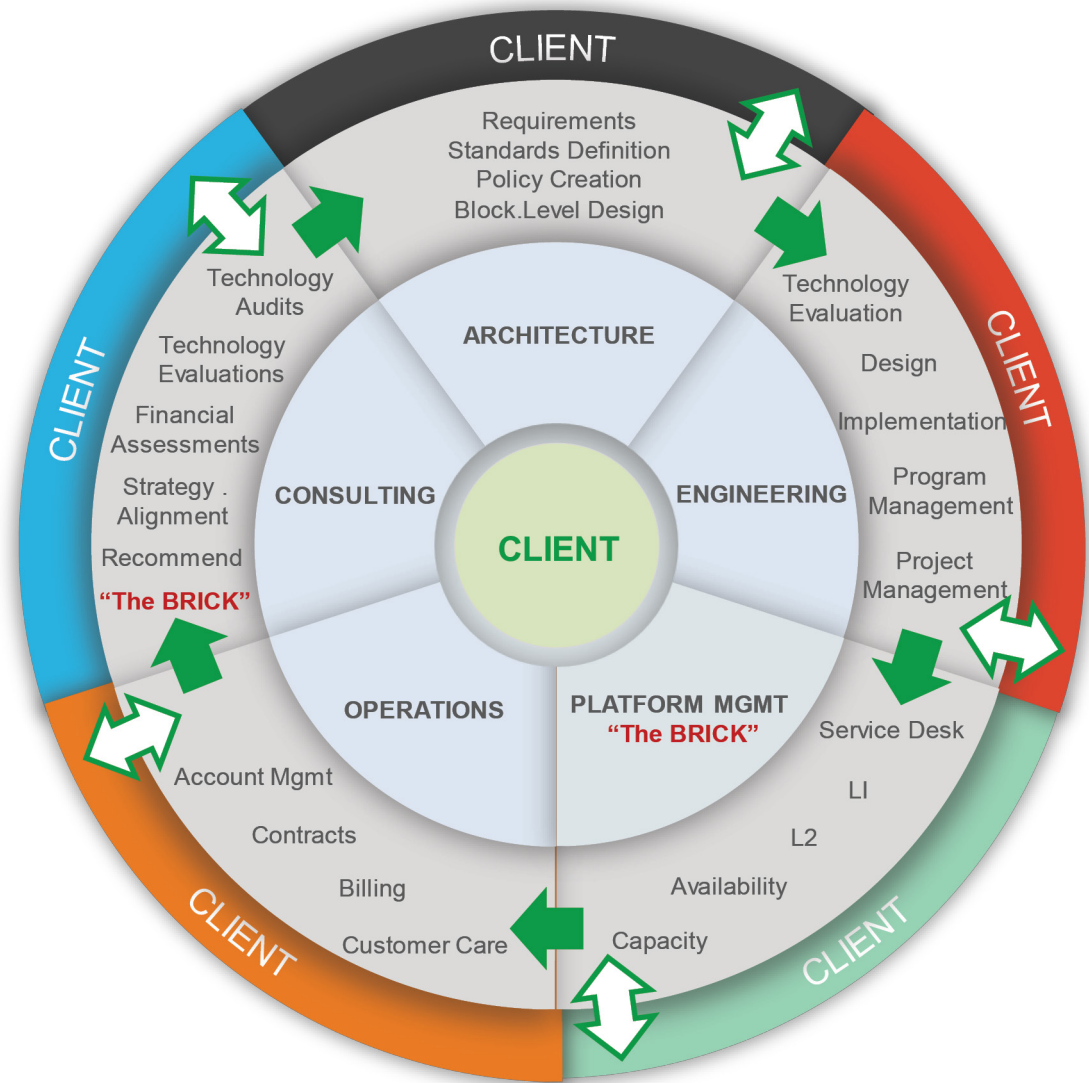 CLIENT
Requirements
Standards Definition
Policy Creation
Block.Level Design
ARCHITECTURE
CLIENT
Technology
Evaluation
Design
Implementation
Program
Management
Project
Management
ENGINEERING
CLIENT
Service Desk
LI
L2
Availability
Capacity
PLATFORM MGMT
“The BRICK”
CLIENT
Account Mgmt
Contracts
Billing
Customer Care
OPERATIONS
CLIENT
Technology
Audits
Technology
Evaluations
Financial
Assessments
Strategy .
Alignment
Recommend
“The BRICK”
CONSULTING
CLIENT